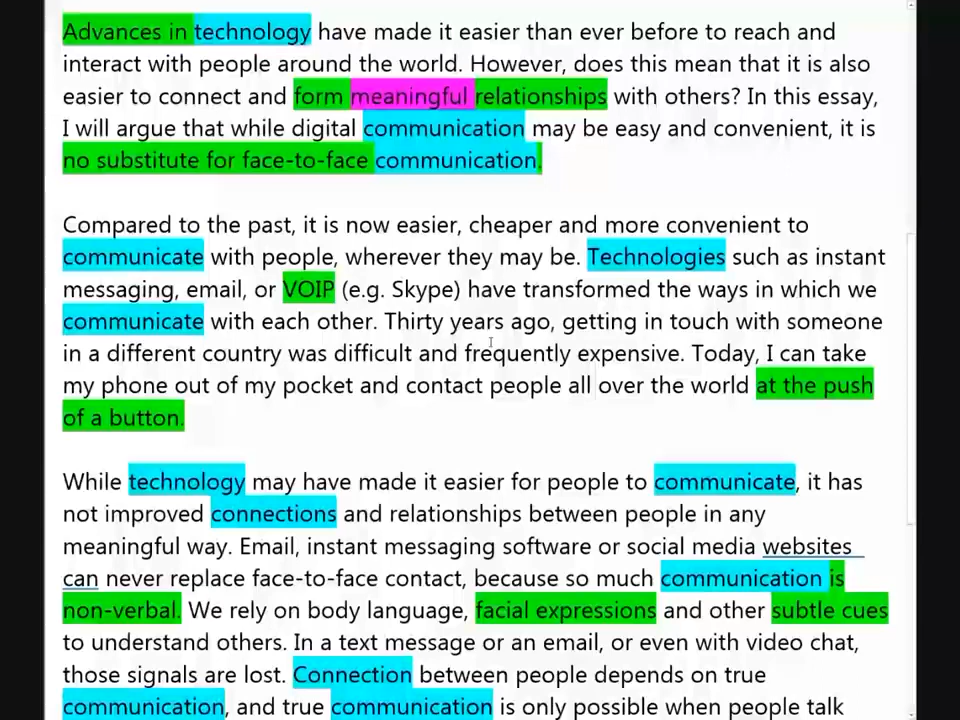 Advances in technology have made it easier than ever before to reach and
interact with people around the world. However, does this mean that it is also
easier to connect and form meaningful relationships with others? In this essay,
I will argue that while digital communication may be easy and convenient, it is
no substitute for face-to-face communication.
Compared to the past, it is now easier, cheaper and more convenient to
communicate with people, wherever they may be. Technologies such as instant
messaging, email, or VOIP (e.g. Skype) have transformed the ways in which we
communicate with each other. Thirty years ago, getting in touch with someone
in a different country was difficult and frequently expensive. Today, I can take
my phone out of my pocket and contact people all over the world at the push
of a button.
While technology may have made it easier for people to communicate, it has
not improved connections and relationships between people in any
meaningful way. Email, instant messaging software or social media websites
can never replace face-to-face contact, because so much communication is
non-verbal. We rely on body language, facial expressions and other subtle cues
to understand others. In a text message or an email, or even with video chat,
those signals are lost. Connection between people depends on true
communication, and true communication is only possible when people talk